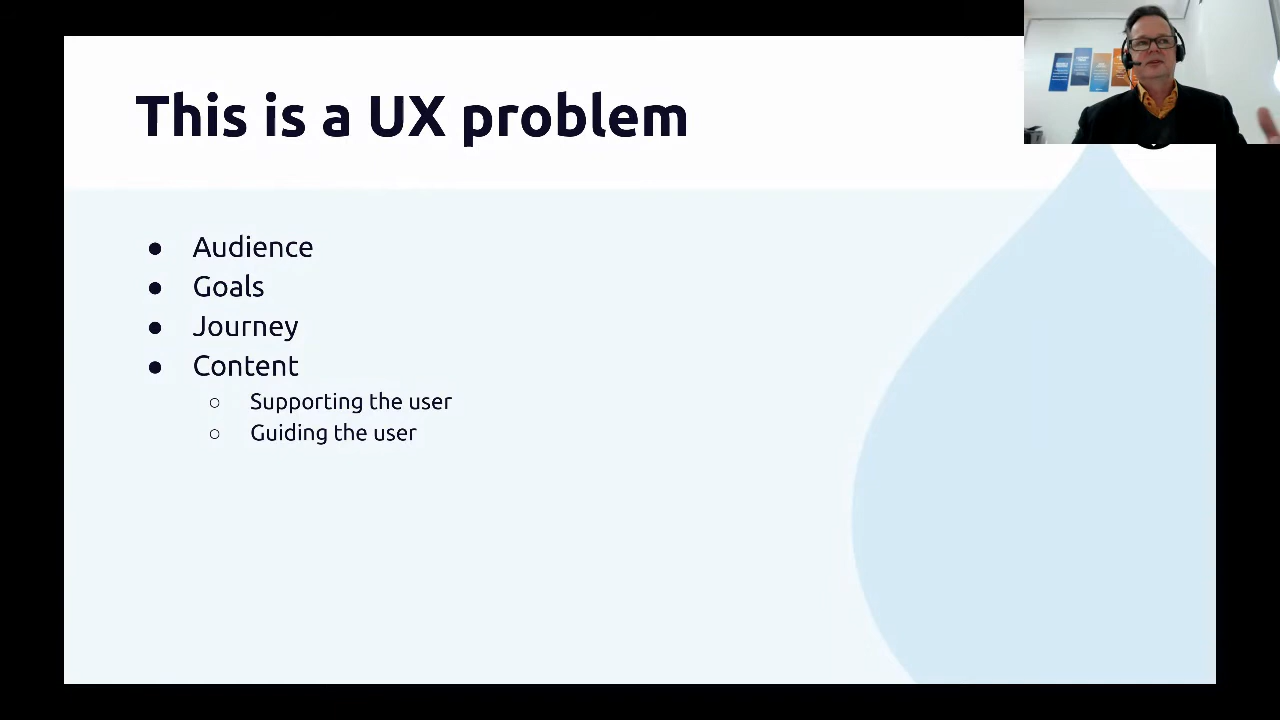 This is a UX problem
● Audience
● Goals
● Journey
● Content
○ Supporting the user
○ Guiding the user